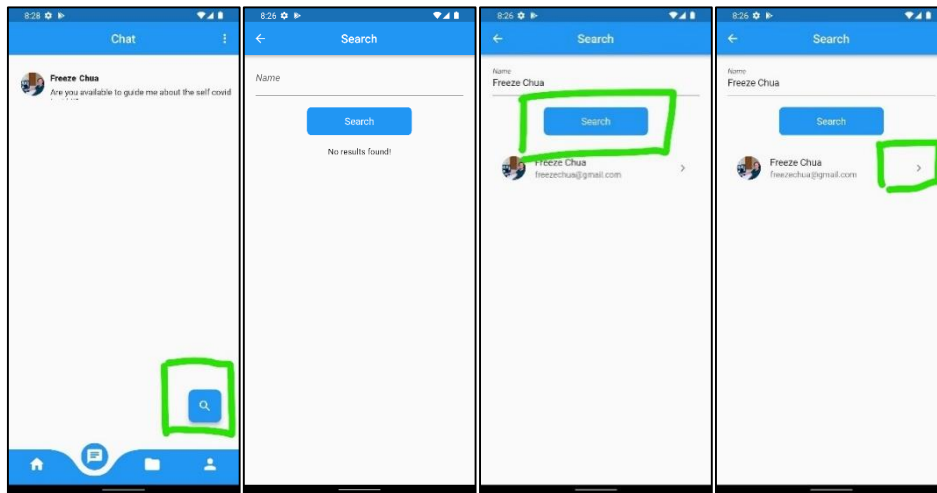 8:28
Chat
Freeze Chua
Are you available to guide me about the self covid
8:26
Search
Name
Search
No results found!
8:26
Search
Name
Freeze Chua
Search
Freeze Chua
freezechua@gmail.com
8:26
Search
Name
Freeze Chua
Search
Freeze Chua
freezechua@gmail.com